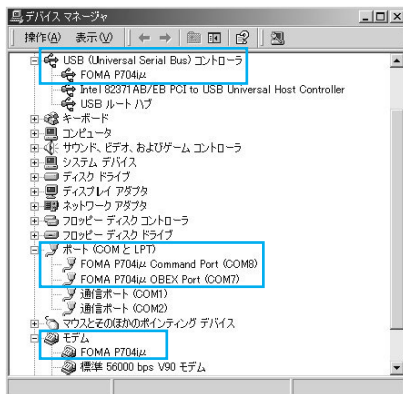 デバイス マネージャ
操作(A) 表示(V)
USB (Universal Serial Bus) コントローラ
FOMA P704iμ
Intel 82371AB/EB PCI to USB Universal Host Controller
USB ルート ハブ
キーボード
コンピュータ
サウンド、ビデオ、およびゲーム コントローラ
システム デバイス
ディスク ドライブ
ディスプレイ アダプタ
ネットワーク アダプタ
フロッピー ディスク コントローラ
フロッピー ディスク ドライブ
ポート (COM と LPT)
FOMA P704iμ Command Port (COM8)
FOMA P704iμ OBEX Port (COM7)
通信ポート (COM1)
通信ポート (COM2)
マウスとそのほかのポインティング デバイス
モデム
FOMA P704iμ
標準 56000 bps V90 モデム